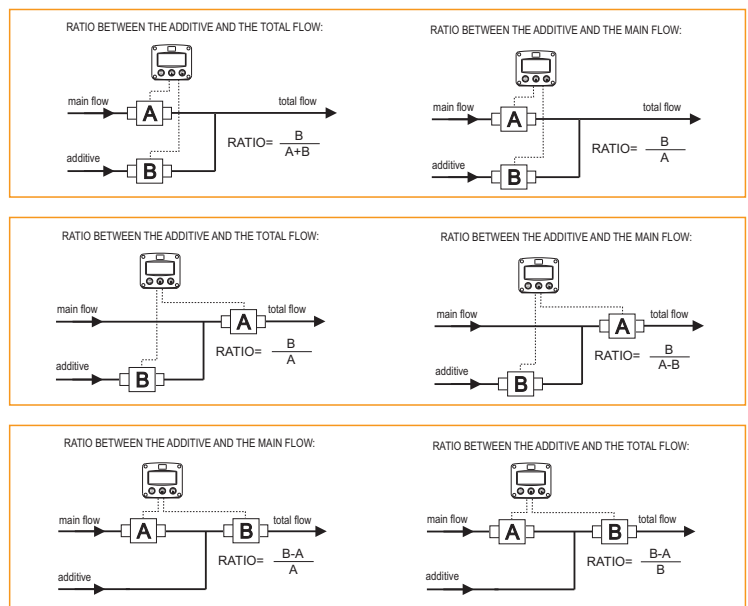 RATIO BETWEEN THE ADDITIVE AND THE TOTAL FLOW:
main flow
A
total flow
RATIO= B
A+B
additive
B
RATIO BETWEEN THE ADDITIVE AND THE MAIN FLOW:
main flow
A
total flow
RATIO= B
A
additive
B
RATIO BETWEEN THE ADDITIVE AND THE TOTAL FLOW:
main flow
A
total flow
RATIO= B
A
additive
B
RATIO BETWEEN THE ADDITIVE AND THE MAIN FLOW:
main flow
A
total flow
RATIO= B
A-B
additive
B
RATIO BETWEEN THE ADDITIVE AND THE MAIN FLOW:
main flow
A
B
total flow
RATIO= B-A
A
additive
RATIO BETWEEN THE ADDITIVE AND THE TOTAL FLOW:
main flow
A
B
total flow
RATIO= B-A
B
additive